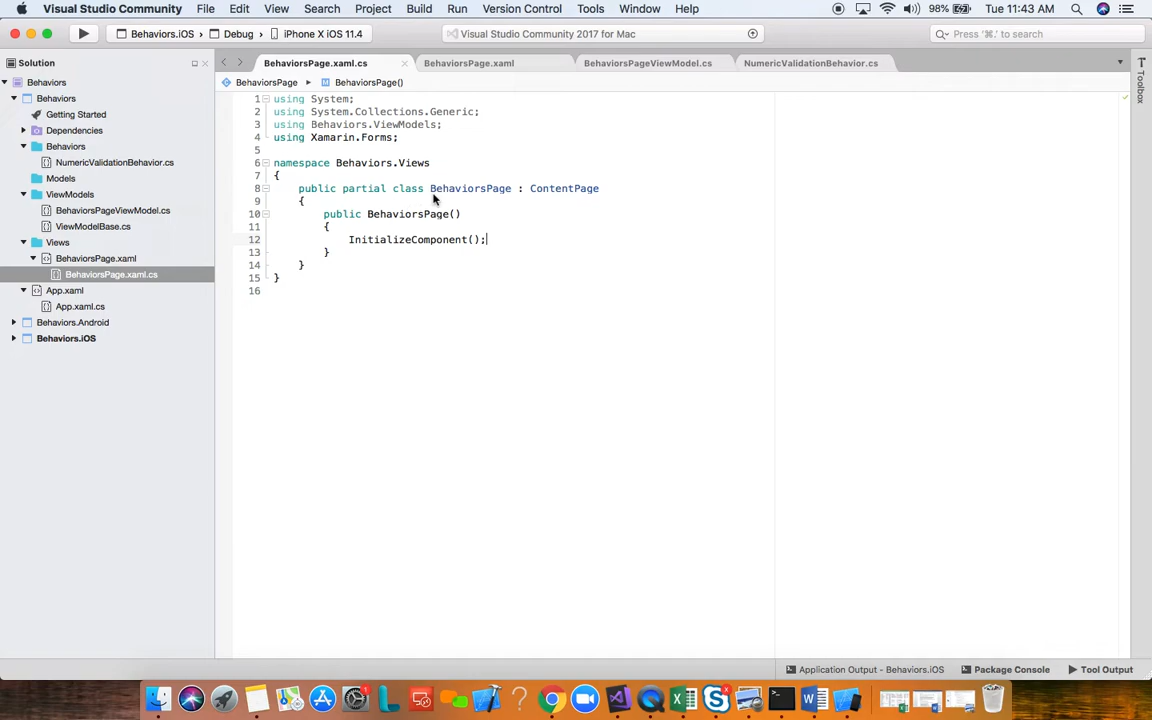 Visual Studio Community File Edit View Search Project Build Run Version Control Tools Window Help 98% Tue 11:43 AM
Behaviors.iOS Debug iPhone X iOS 11.4 Visual Studio Community 2017 for Mac Press '⌘.' to search
Solution
BehaviorsPage.xaml.cs BehaviorsPage.xaml BehaviorsPageViewModel.cs NumericValidationBehavior.cs
BehaviorsPage BehaviorsPage()
Toolbox
Behaviors
Behaviors
Getting Started
Dependencies
Behaviors
NumericValidationBehavior.cs
Models
ViewModels
BehaviorsPageViewModel.cs
ViewModelBase.cs
Views
BehaviorsPage.xaml
BehaviorsPage.xaml.cs
App.xaml
App.xaml.cs
Behaviors.Android
Behaviors.iOS
1 using System;
2 using System.Collections.Generic;
3 using Behaviors.ViewModels;
4 using Xamarin.Forms;
5
6 namespace Behaviors.Views
7 {
8 public partial class BehaviorsPage : ContentPage
9 {
10 public BehaviorsPage()
11 {
12 InitializeComponent();
13 }
14 }
15 }
16
Application Output - Behaviors.iOS Package Console Tool Output